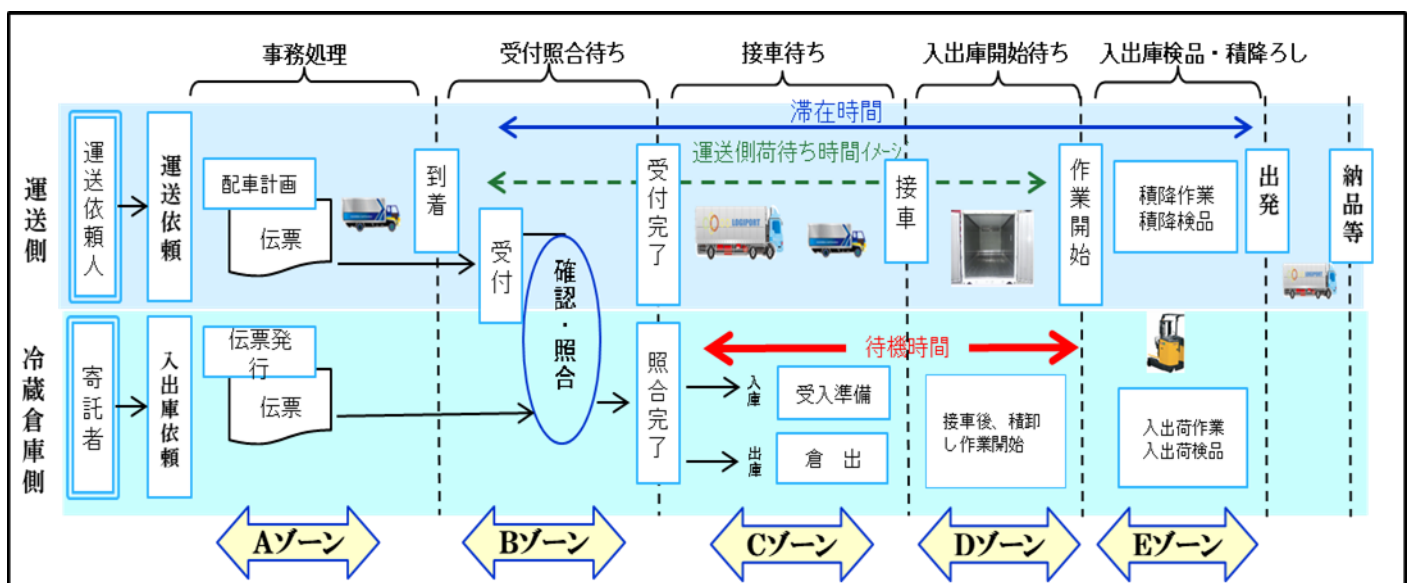 事務処理
受付照合待ち
接車待ち
入出庫開始待ち
入出庫検品・積降ろし
滞在時間
運送側荷待ち時間イメージ
運送側
運送依頼人
運送依頼
配車計画
伝票
到着
受付
確認・照合
受付完了
LOGIPORT
接車
作業開始
積降作業
積降検品
出発
納品等
冷蔵倉庫側
寄託者
入出庫依頼
伝票発
行
伝票
照合完了
待機時間
入庫
受入準備
出庫
倉 出
接車後、積卸
し作業開始
入出荷作業
入出荷検品
Aゾーン
Bゾーン
Cゾーン
Dゾーン
Eゾーン